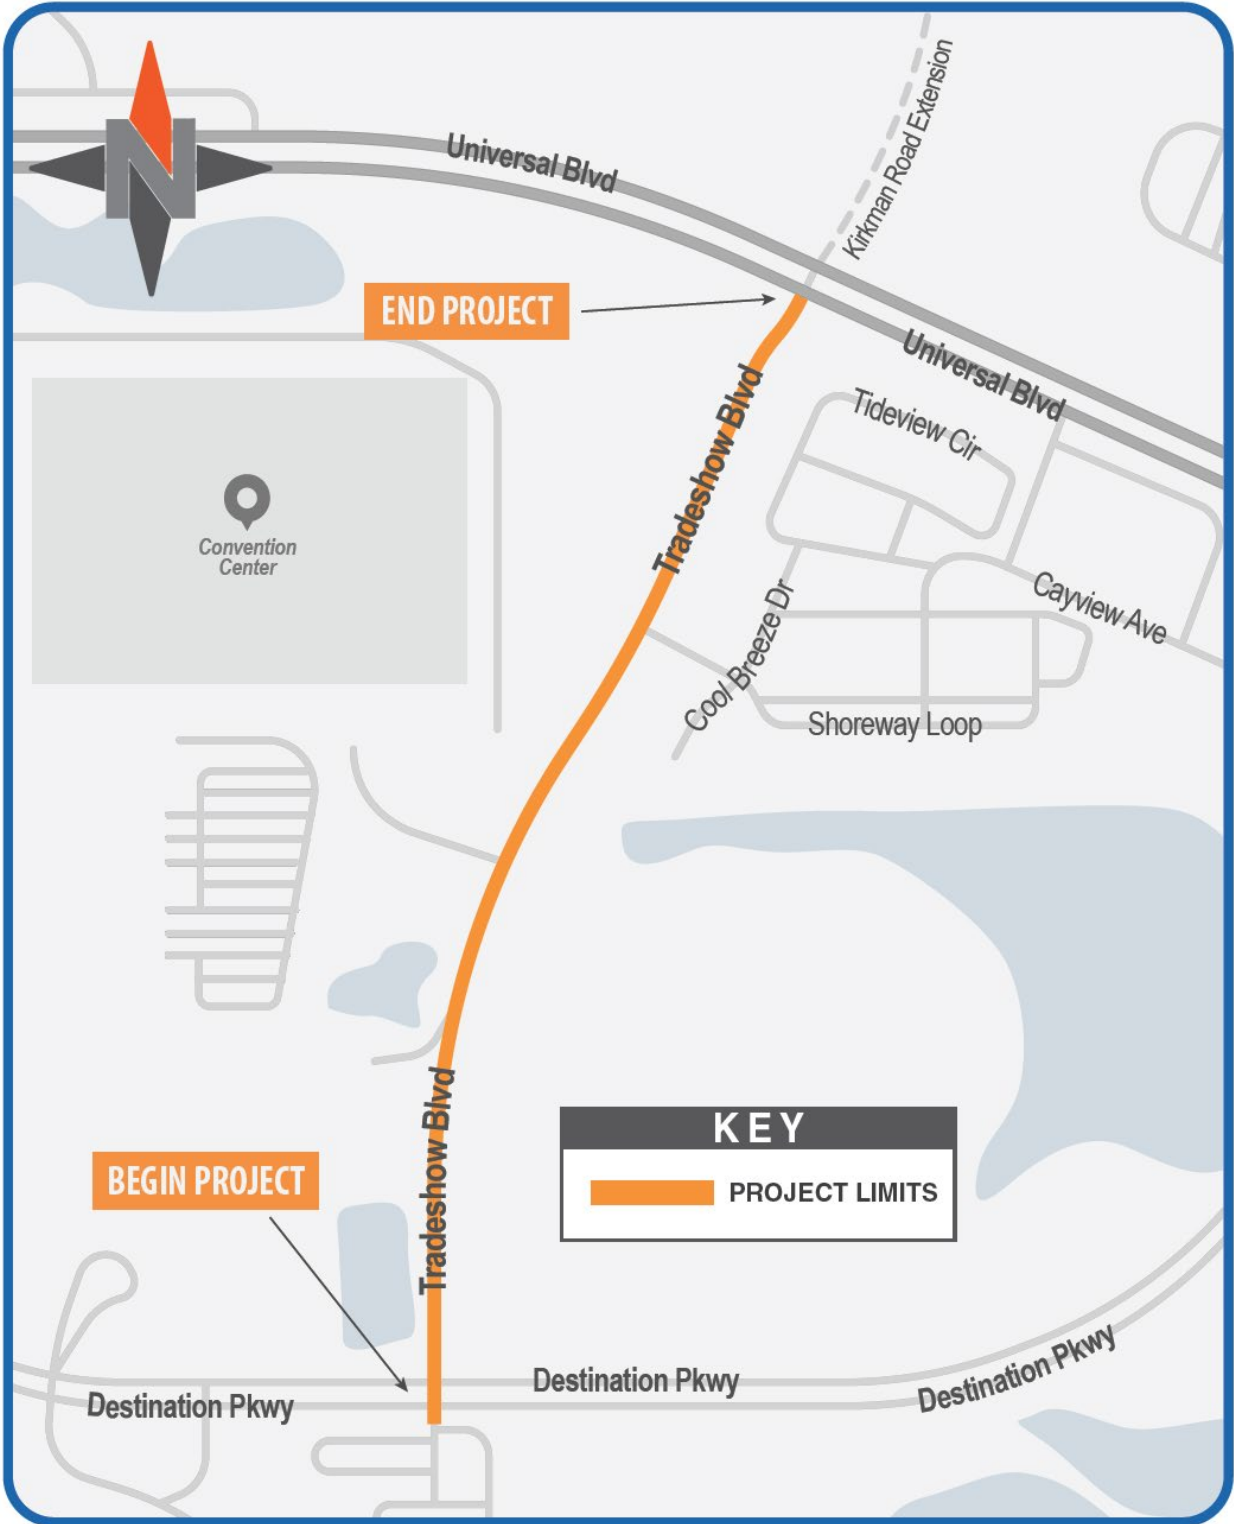 N
Universal Blvd
Kirkman Road Extension
END PROJECT
Universal Blvd
Tradeshow Blvd
Tideview Cir
Convention
Center
Cool Breeze Dr
Cayview Ave
Shoreway Loop
Tradeshow Blvd
KEY
PROJECT LIMITS
BEGIN PROJECT
Destination Pkwy
Destination Pkwy
Destination Pkwy